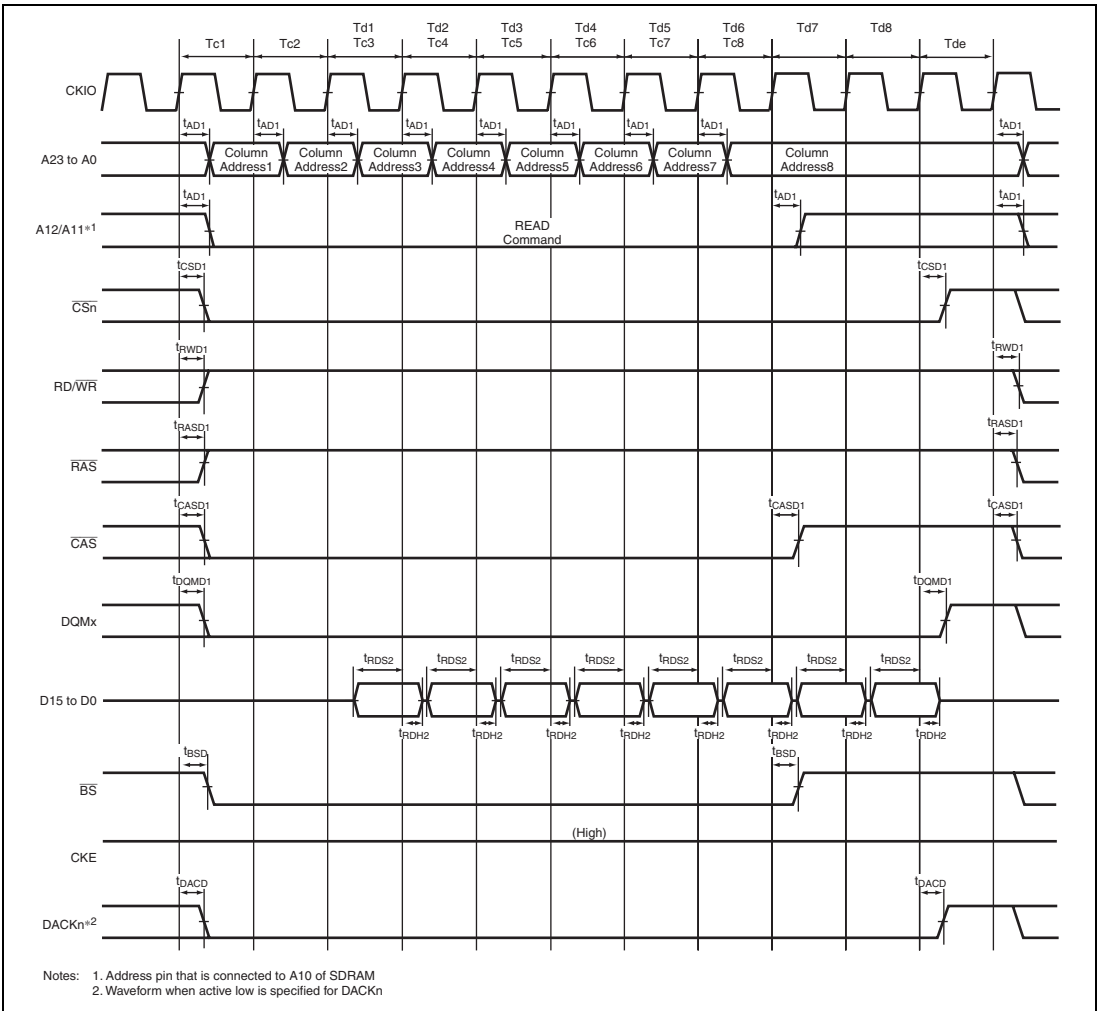 Td1 Td2 Td3 Td4 Td5 Td6 Td7 Td8
Tc1 Tc2 Tc3 Tc4 Tc5 Tc6 Tc7 Tc8 Tde
CKIO
tAD1 tAD1 tAD1 tAD1 tAD1 tAD1 tAD1 tAD1 tAD1
A23 to A0
Column Address1
Column Address2
Column Address3
Column Address4
Column Address5
Column Address6
Column Address7
Column Address8
tAD1 tAD1 tAD1
A12/A11*1
READ
Command
tCSD1 tCSD1
CSn
tRWD1 tRWD1
RD/WR
tRASD1 tRASD1
RAS
tCASD1 tCASD1 tCASD1
CAS
tDQMD1 tDQMD1
DQMx
tRDS2 tRDS2 tRDS2 tRDS2 tRDS2 tRDS2 tRDS2 tRDS2
D15 to D0
tRDH2 tRDH2 tRDH2 tRDH2 tRDH2 tRDH2 tRDH2 tRDH2
tBSD tBSD
BS
(High)
CKE
tDACD tDACD
DACKn*2
Notes: 1. Address pin that is connected to A10 of SDRAM
2. Waveform when active low is specified for DACKn